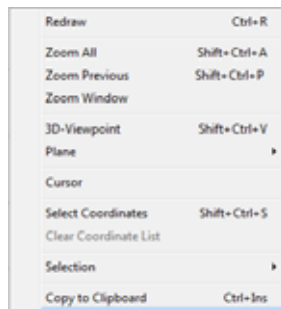 Redraw Ctrl+R
Zoom All Shift+Ctrl+A
Zoom Previous Shift+Ctrl+P
Zoom Window
3D-Viewpoint Shift+Ctrl+V
Plane
Cursor
Select Coordinates Shift+Ctrl+S
Clear Coordinate List
Selection
Copy to Clipboard Ctrl+Ins